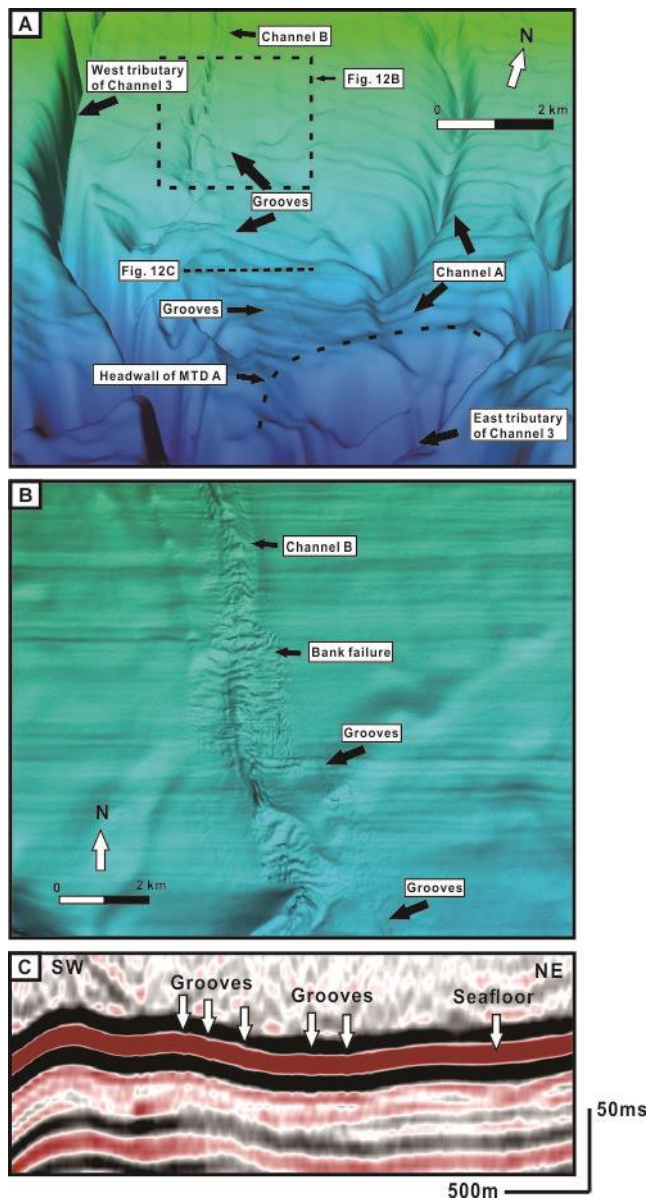 A
Channel B
N
West tributary
of Channel 3
Fig. 12B
0 2 km
Grooves
Fig. 12C
Channel A
Grooves
Headwall of MTD A
East tributary
of Channel 3
B
Channel B
Bank failure
Grooves
N
0 2 km
Grooves
C SW NE
Grooves Grooves Seafloor
50ms
500m